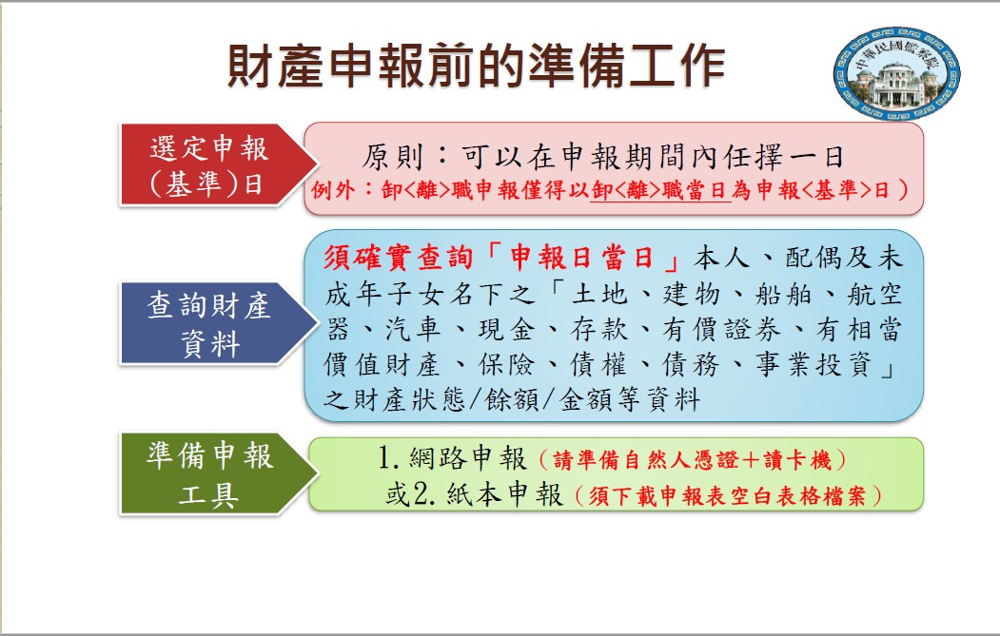 財產申報前的準備工作
中華民國監察院
選定申報
(基準)日
原則：可以在申報期間內任擇一日
例外：卸<離>職申報僅得以卸<離>職當日為申報<基準>日）
查詢財產
資料
須確實查詢「申報日當日」本人、配偶及未
成年子女名下之「土地、建物、船舶、航空
器、汽車、現金、存款、有價證券、有相當
價值財產、保險、債權、債務、事業投資」
之財產狀態/餘額/金額等資料
準備申報
工具
1.網路申報（請準備自然人憑證＋讀卡機）
或2.紙本申報（須下載申報表空白表格檔案）